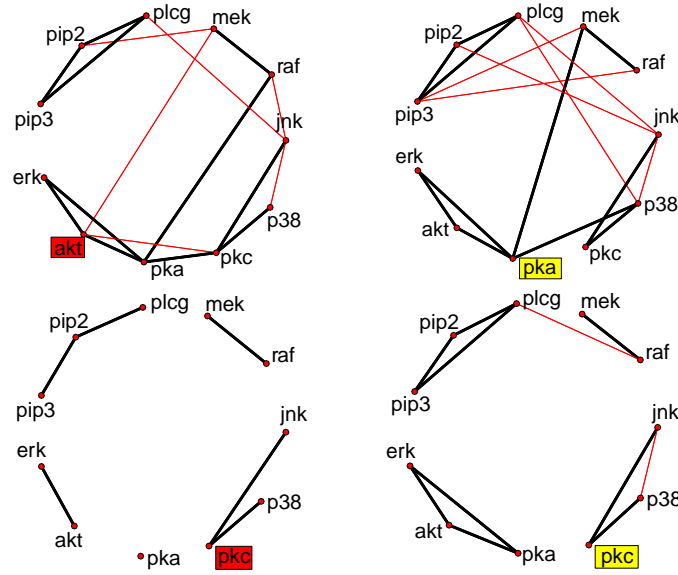 plcg
mek
pip2
raf
pip3
jnk
erk
p38
akt
pka
pkc
plcg
mek
pip2
raf
pip3
jnk
erk
p38
akt
pkc
pka
plcg
mek
pip2
raf
pip3
jnk
erk
p38
akt
pka
pkc
plcg
mek
pip2
raf
pip3
jnk
erk
p38
akt
pka
pkc